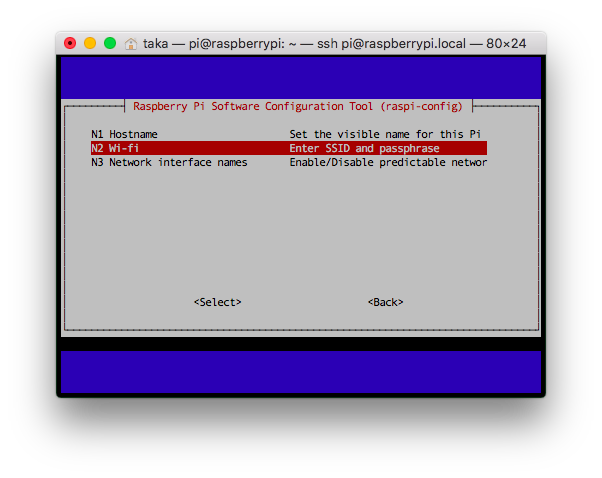 taka — pi@raspberrypi: ~ — ssh pi@raspberrypi.local — 80×24
Raspberry Pi Software Configuration Tool (raspi-config)
N1 Hostname Set the visible name for this Pi
N2 Wi-fi Enter SSID and passphrase
N3 Network interface names Enable/Disable predictable networ
<Select> <Back>